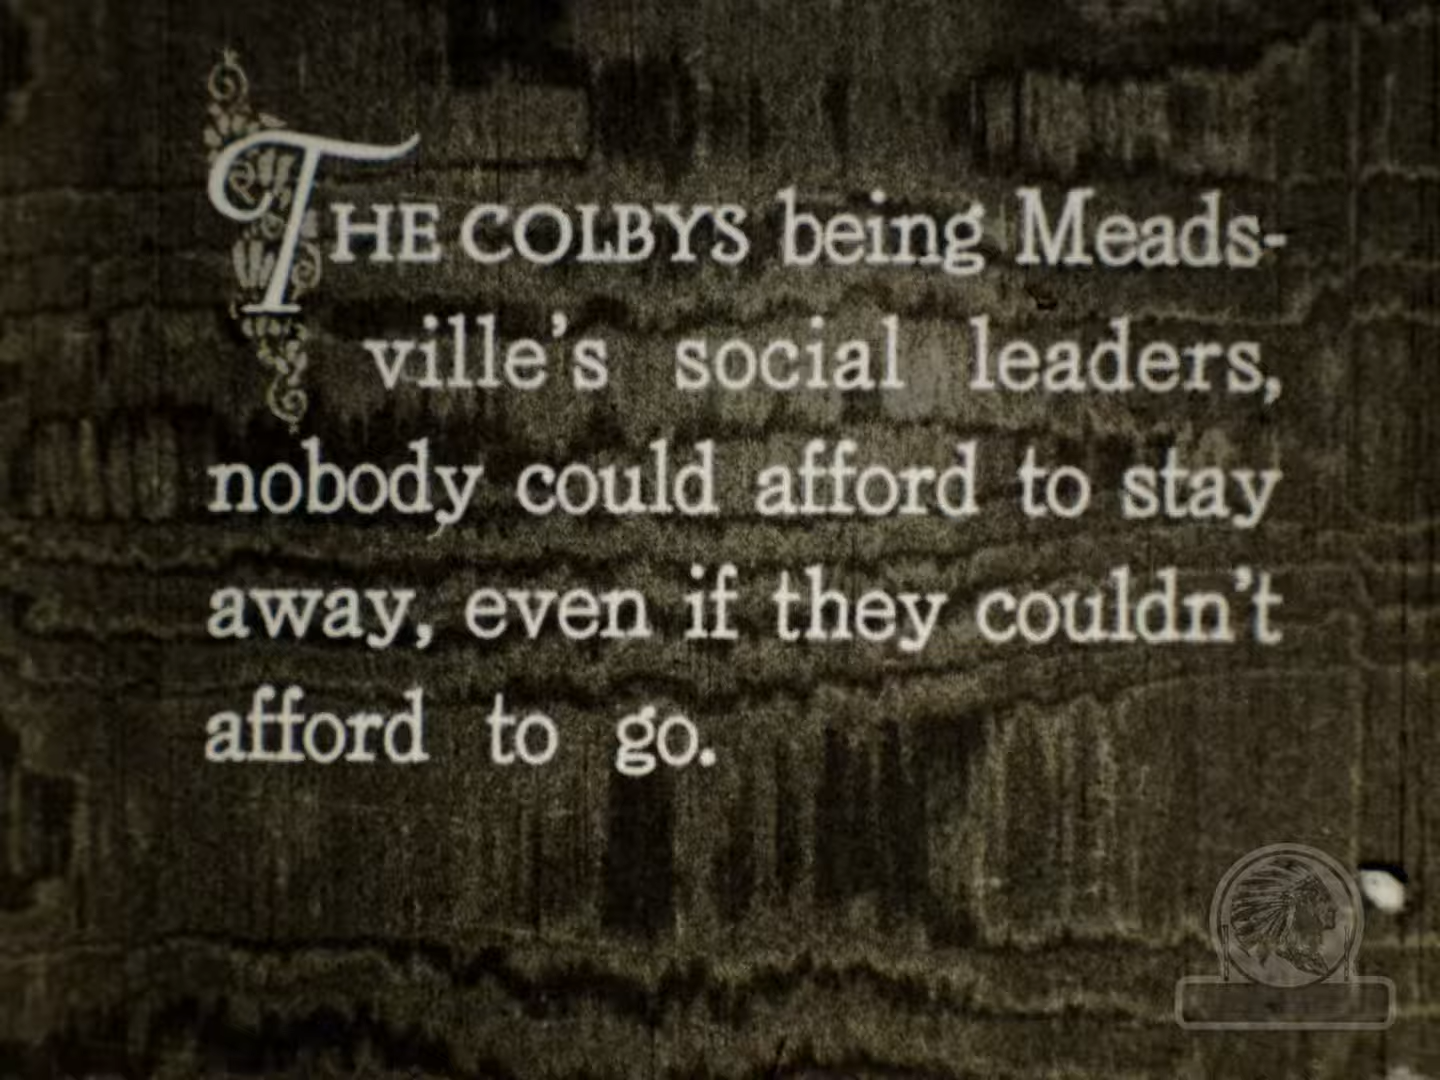 THE COLBYS being Meads-
ville's social leaders,
nobody could afford to stay
away, even if they couldn't
afford to go.